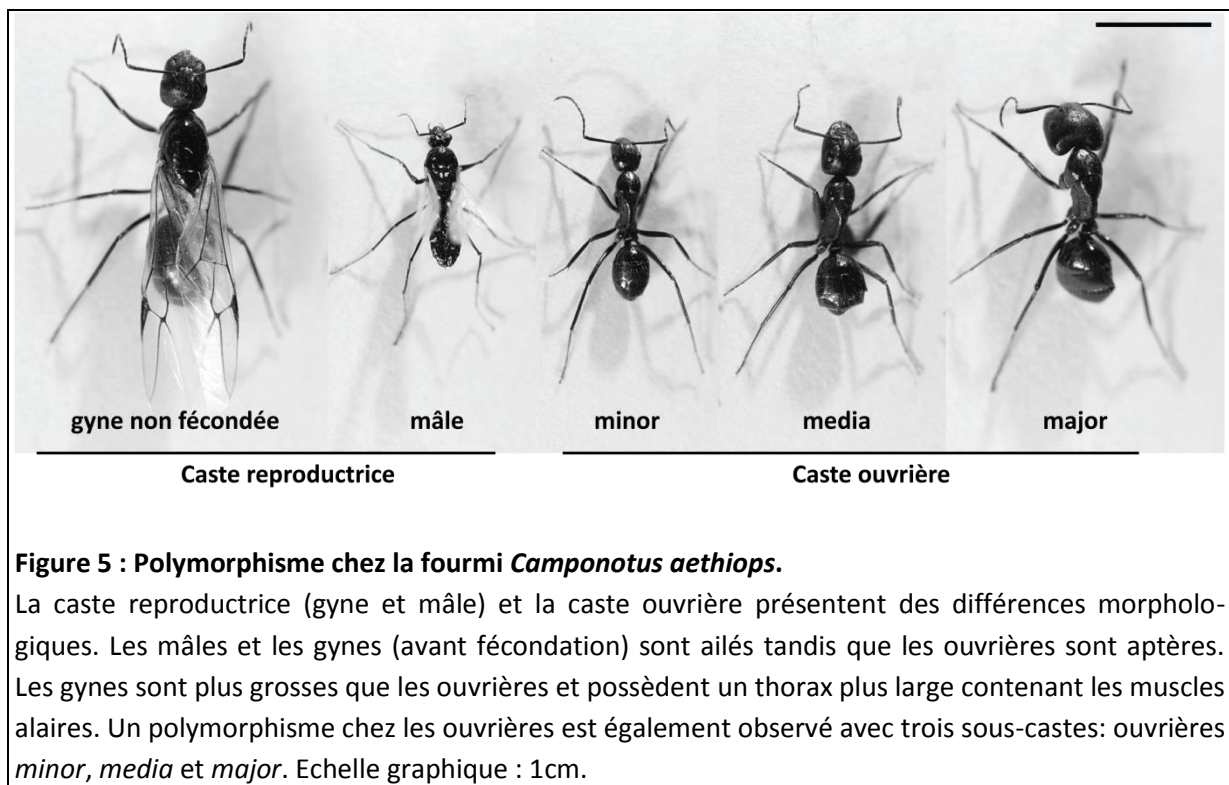 gyne non fécondée mâle minor media major
Caste reproductrice Caste ouvrière
Figure 5 : Polymorphisme chez la fourmi Camponotus aethiops.
La caste reproductrice (gyne et mâle) et la caste ouvrière présentent des différences morpholo-
giques. Les mâles et les gynes (avant fécondation) sont ailés tandis que les ouvrières sont aptères.
Les gynes sont plus grosses que les ouvrières et possèdent un thorax plus large contenant les muscles
alaires. Un polymorphisme chez les ouvrières est également observé avec trois sous-castes: ouvrières
minor, media et major. Echelle graphique : 1cm.